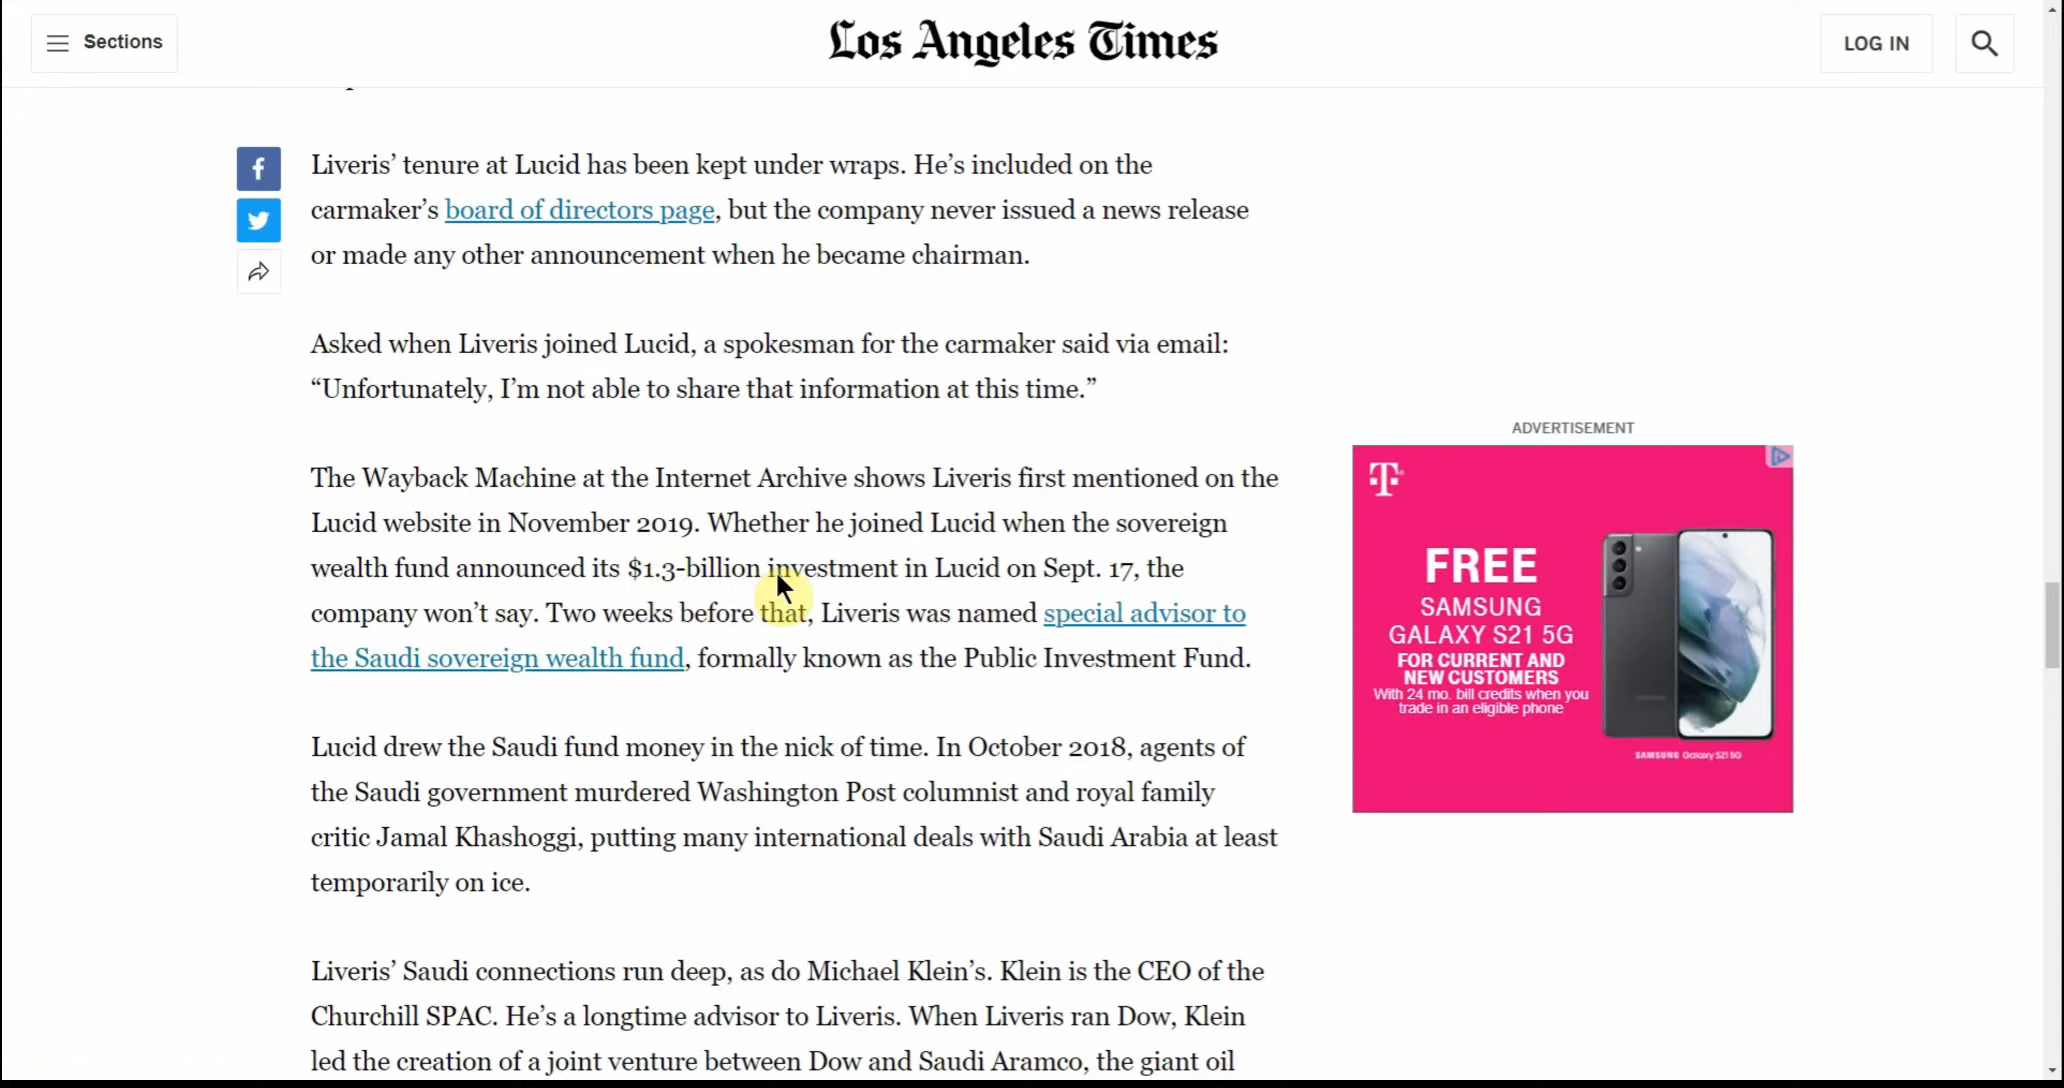 Sections
Los Angeles Times
LOG IN
Liveris’ tenure at Lucid has been kept under wraps. He’s included on the
carmaker’s board of directors page, but the company never issued a news release
or made any other announcement when he became chairman.
Asked when Liveris joined Lucid, a spokesman for the carmaker said via email:
“Unfortunately, I’m not able to share that information at this time.”
The Wayback Machine at the Internet Archive shows Liveris first mentioned on the
Lucid website in November 2019. Whether he joined Lucid when the sovereign
wealth fund announced its $1.3-billion investment in Lucid on Sept. 17, the
company won’t say. Two weeks before that, Liveris was named special advisor to
the Saudi sovereign wealth fund, formally known as the Public Investment Fund.
Lucid drew the Saudi fund money in the nick of time. In October 2018, agents of
the Saudi government murdered Washington Post columnist and royal family
critic Jamal Khashoggi, putting many international deals with Saudi Arabia at least
temporarily on ice.
Liveris’ Saudi connections run deep, as do Michael Klein’s. Klein is the CEO of the
Churchill SPAC. He’s a longtime advisor to Liveris. When Liveris ran Dow, Klein
led the creation of a joint venture between Dow and Saudi Aramco, the giant oil
ADVERTISEMENT
T
FREE
SAMSUNG
GALAXY S21 5G
FOR CURRENT AND
NEW CUSTOMERS
With 24 mo. bill credits when you
trade in an eligible phone
SAMSUNG Galaxy S21 5G